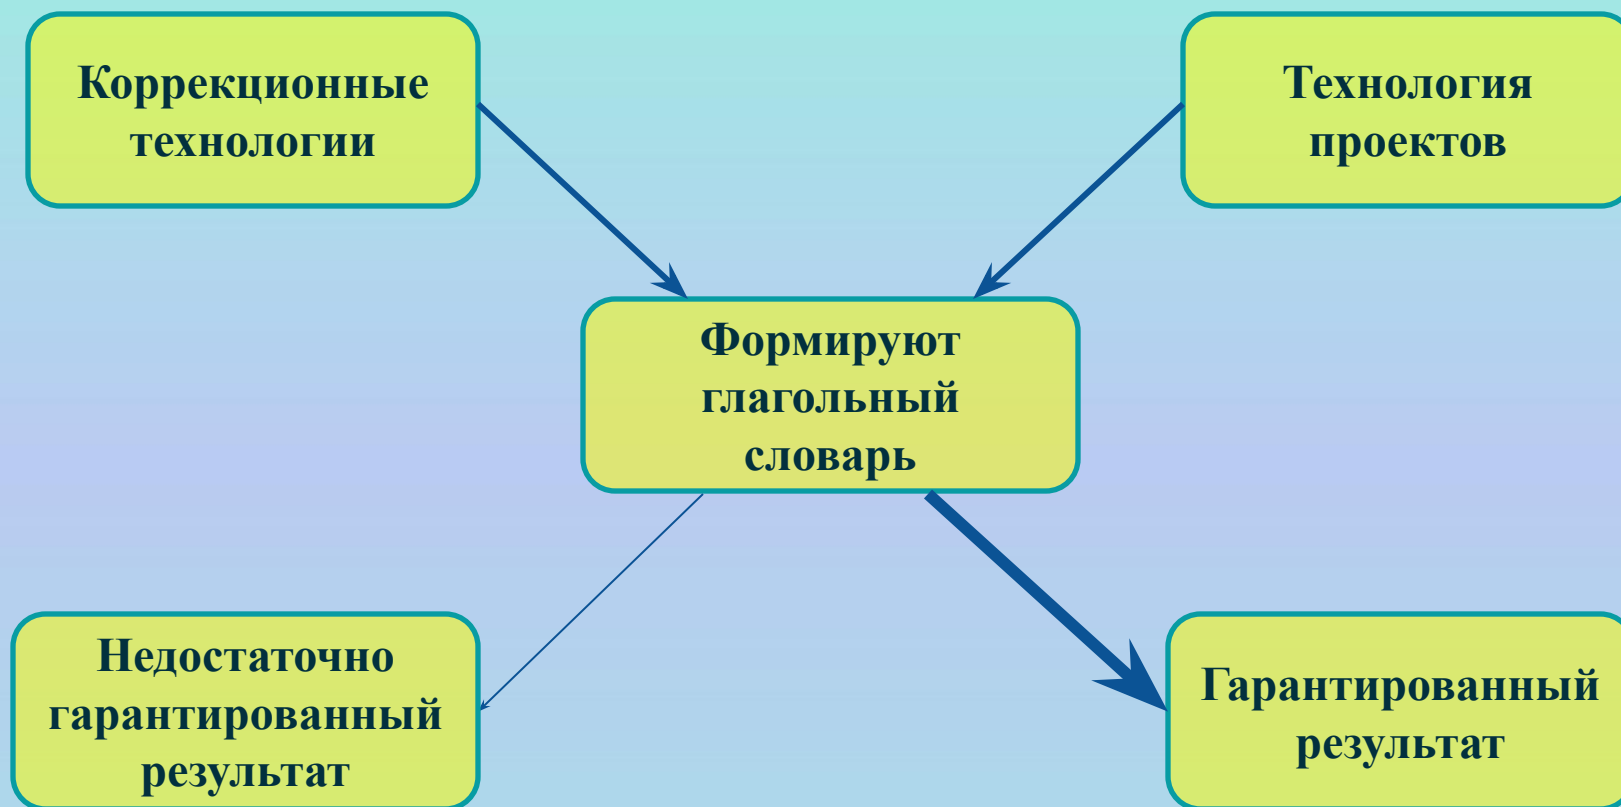 Коррекционные
технологии
Технология
проектов
Формируют
глагольный
словарь
Недостаточно
гарантированный
результат
Гарантированный
результат